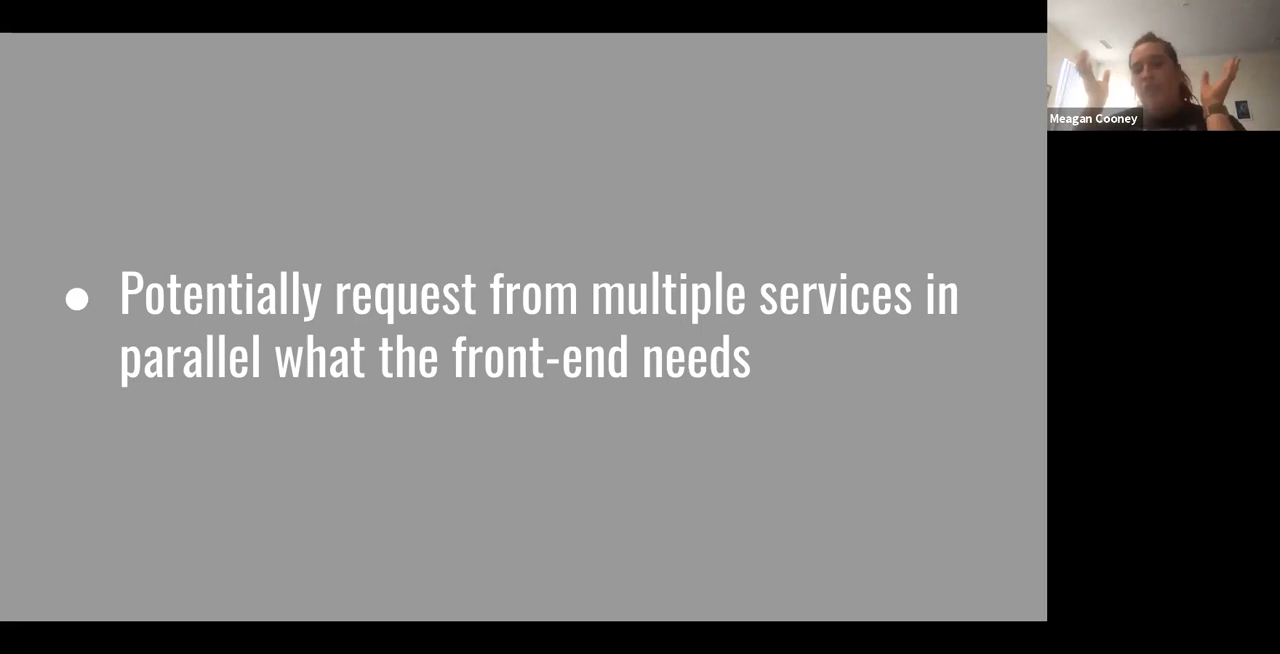 ● Potentially request from multiple services in
parallel what the front-end needs
Meagan Cooney